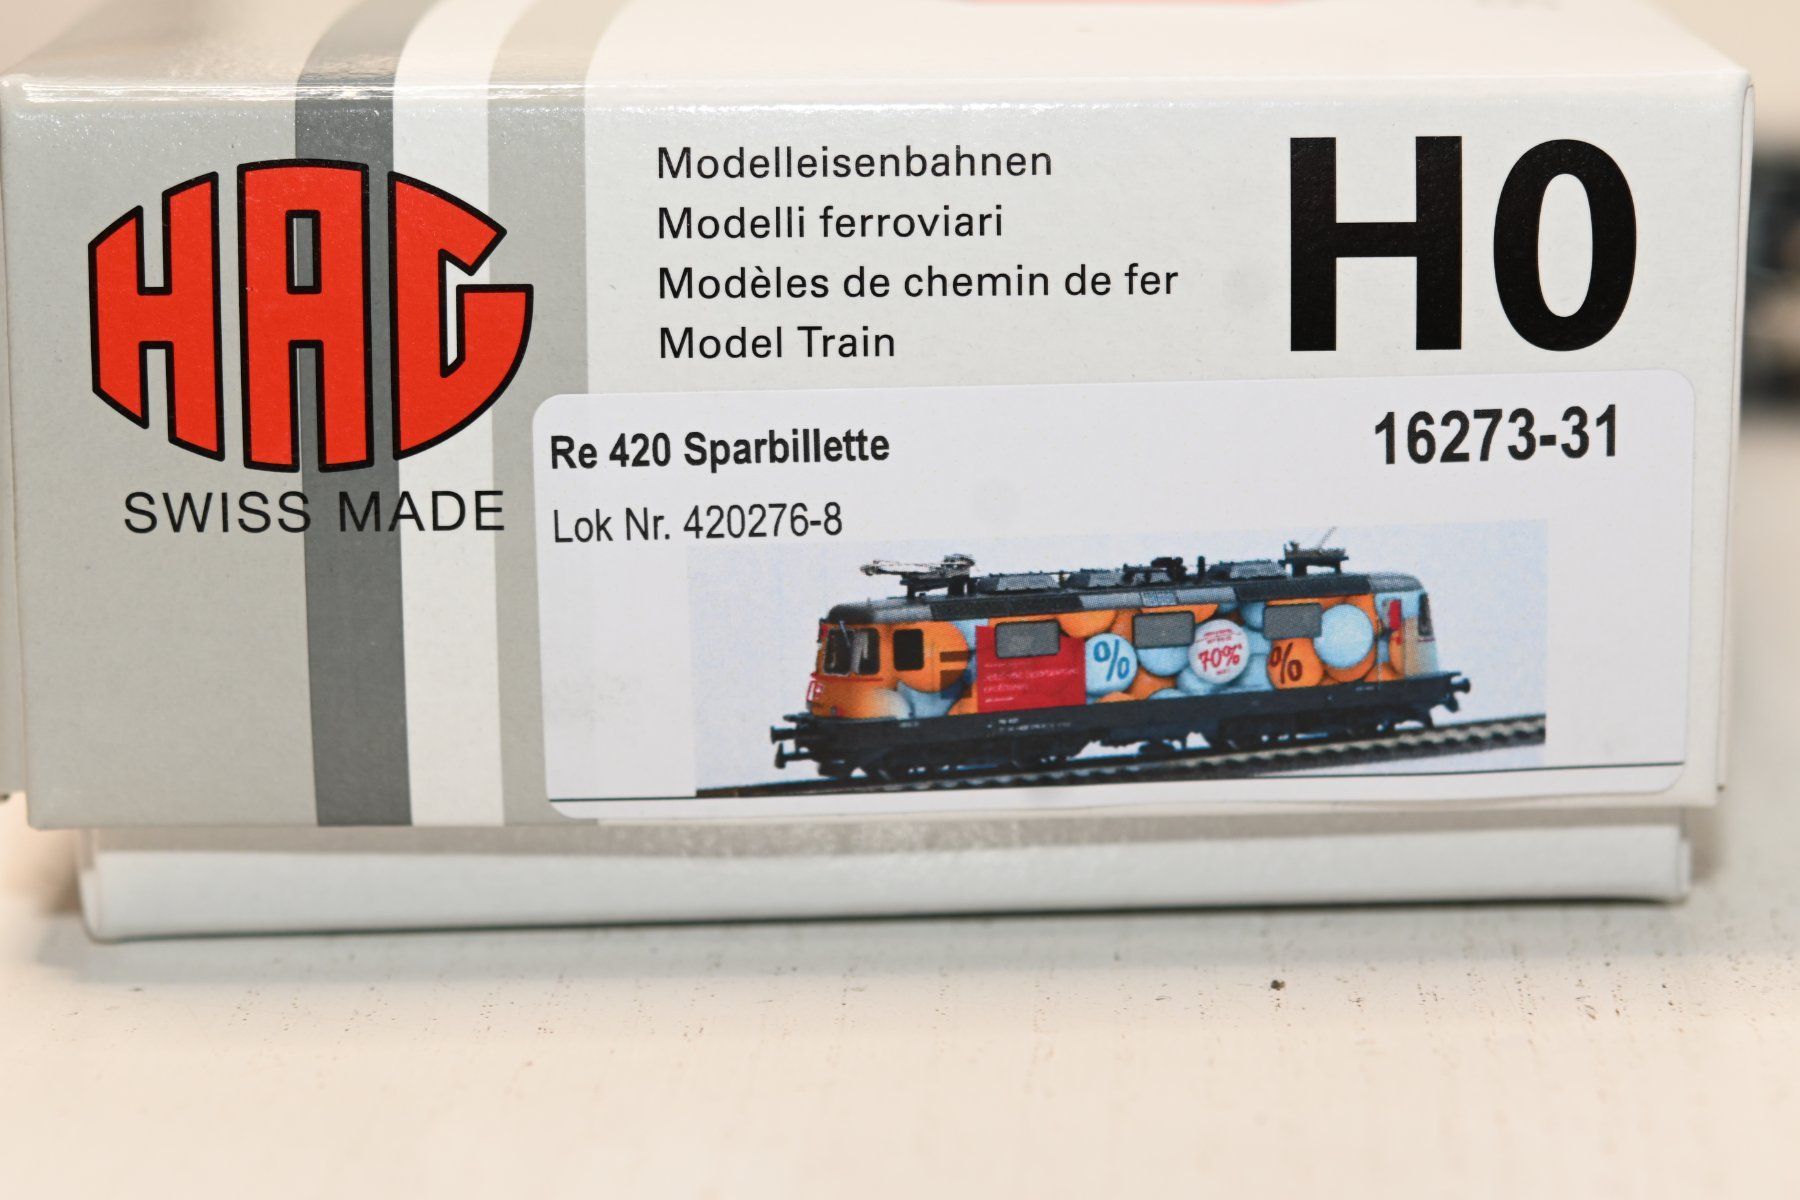 HAG
SWISS MADE
Modelleisenbahnen
Modelli ferroviari
Modèles de chemin de fer
Model Train
H0
Re 420 Sparbillette
16273-31
Lok Nr. 420276-8
%
70%
%